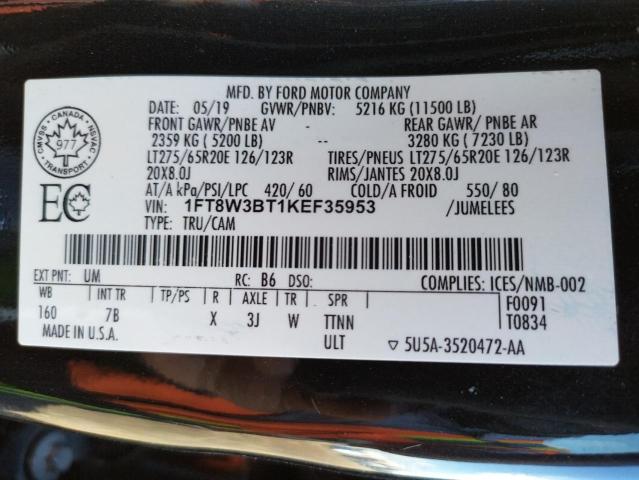 MFD. BY FORD MOTOR COMPANY
DATE: 05/19 GVWR/PNBV: 5216 KG (11500 LB)
FRONT GAWR/PNBE AV REAR GAWR/ PNBE AR
2359 KG ( 5200 LB) -- 3280 KG ( 7230 LB)
LT275/65R20E 126/123R TIRES/PNEUS LT275/65R20E 126/123R
20X8.0J RIMS/JANTES 20X8.0J
AT/A kPa/PSI/LPC 420/ 60 COLD/A FROID 550/ 80
VIN: 1FT8W3BT1KEF35953 /JUMELEES
TYPE: TRU/CAM
CANADA
CMVSS NSVAC
977
TRANSPORT
EC
EXT PNT: UM RC: B6 DSO: COMPLIES: ICES/NMB-002
WB INT TR TP/PS R AXLE TR SPR F0091
160 7B X 3J W TTNN T0834
MADE IN U.S.A. ULT ▽ 5U5A-3520472-AA